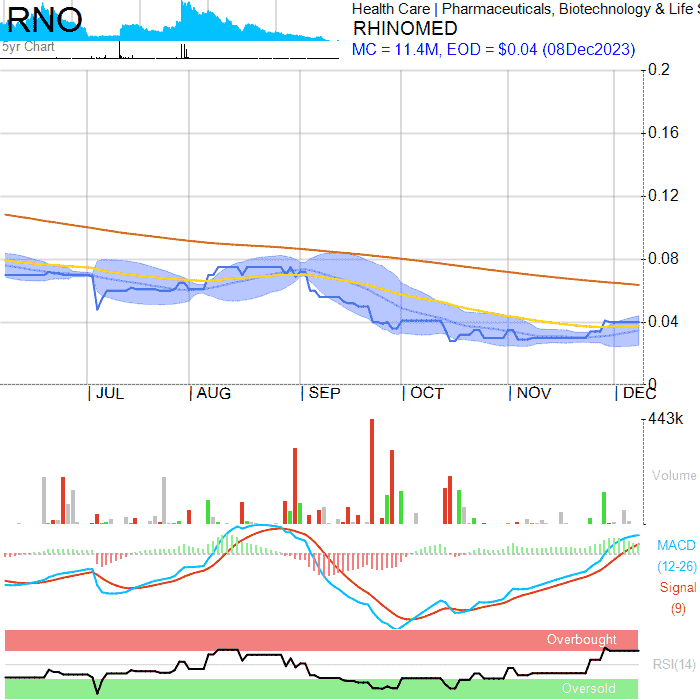 RNO
5yr Chart
Health Care | Pharmaceuticals, Biotechnology & Life S
RHINOMED
MC = 11.4M, EOD = $0.04 (08Dec2023)
0.2
0.16
0.12
0.08
0.04
0
| JUL | AUG | SEP | OCT | NOV | DEC
443k
Volume
MACD
(12-26)
Signal
(9)
Overbought
RSI(14)
Oversold